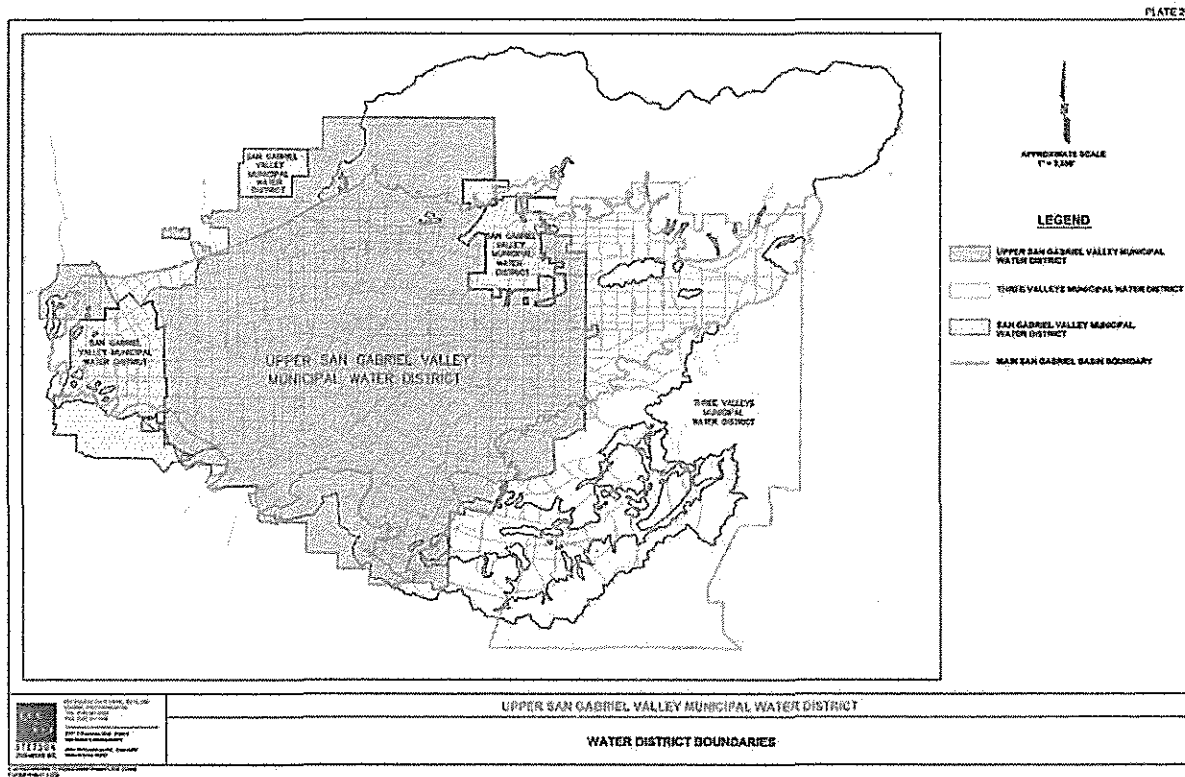 PLATE 2
SAN GABRIEL
VALLEY
MUNICIPAL
WATER
DISTRICT
SAN GABRIEL
VALLEY
MUNICIPAL
WATER
DISTRICT
SAN GABRIEL
VALLEY MUNICIPAL
WATER DISTRICT
UPPER SAN GABRIEL VALLEY
MUNICIPAL WATER DISTRICT
THREE VALLEYS
MUNICIPAL
WATER DISTRICT
APPROXIMATE SCALE
LEGEND
UPPER SAN GABRIEL VALLEY MUNICIPAL
WATER DISTRICT
THREE VALLEYS MUNICIPAL WATER DISTRICT
SAN GABRIEL VALLEY MUNICIPAL
WATER DISTRICT
MAIN SAN GABRIEL BASIN BOUNDARY
STETSON
UPPER SAN GABRIEL VALLEY MUNICIPAL WATER DISTRICT
WATER DISTRICT BOUNDARIES